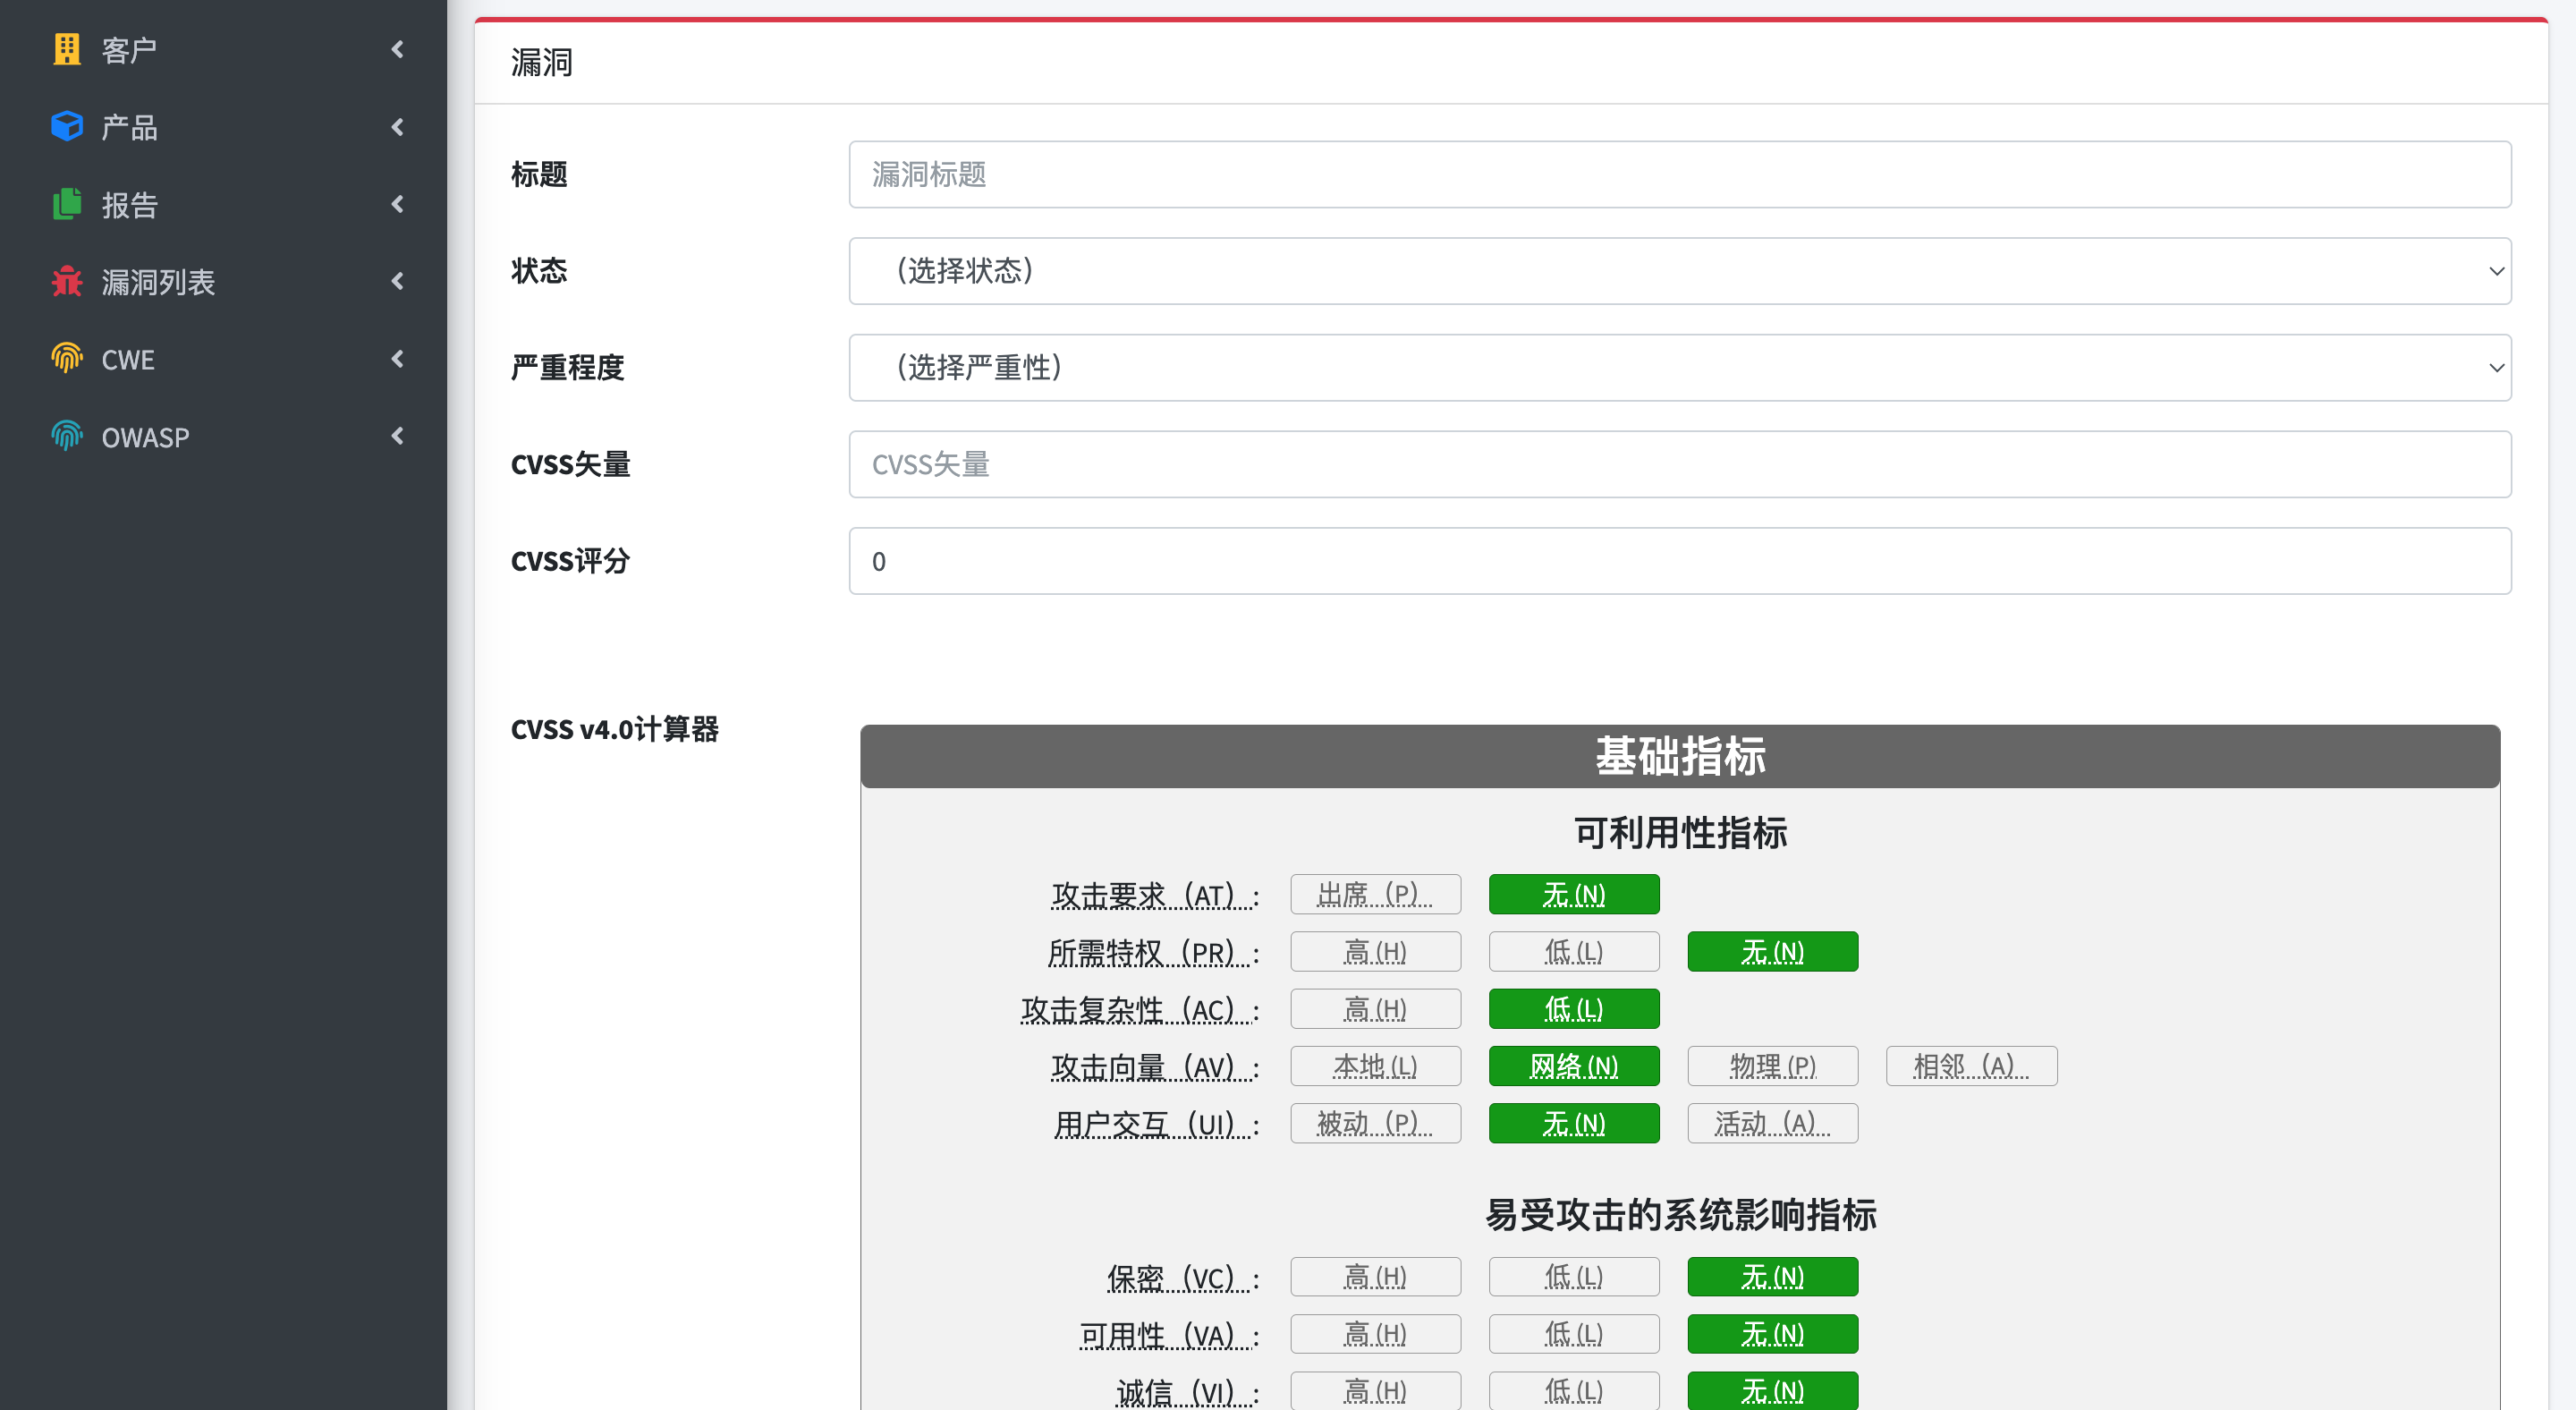 客户
产品
报告
漏洞列表
CWE
OWASP
漏洞
标题 漏洞标题
状态 （选择状态）
严重程度 （选择严重性）
CVSS矢量 CVSS矢量
CVSS评分 0
CVSS v4.0计算器
基础指标
可利用性指标
攻击要求（AT）: 出席（P） 无 (N)
所需特权（PR）: 高 (H) 低 (L) 无 (N)
攻击复杂性（AC）: 高 (H) 低 (L)
攻击向量（AV）: 本地 (L) 网络 (N) 物理 (P) 相邻（A）
用户交互（UI）: 被动（P） 无 (N) 活动（A）
易受攻击的系统影响指标
保密（VC）: 高 (H) 低 (L) 无 (N)
可用性（VA）: 高 (H) 低 (L) 无 (N)
诚信（VI）: 高 (H) 低 (L) 无 (N)